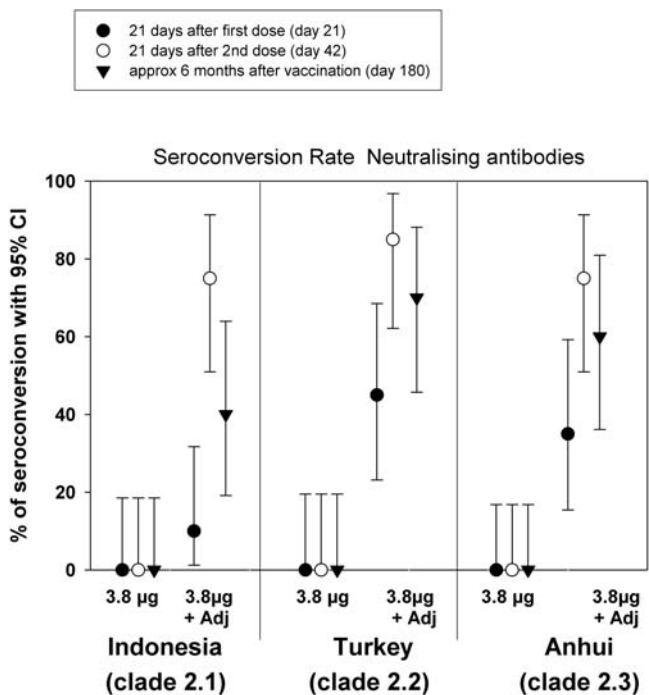 21 days after first dose (day 21)
21 days after 2nd dose (day 42)
approx 6 months after vaccination (day 180)
Seroconversion Rate Neutralising antibodies
% of seroconversion with 95% CI
100
80
60
40
20
0
3.8 µg
3.8µg
+ Adj
3.8 µg
3.8µg
+ Adj
3.8 µg
3.8µg
+ Adj
Indonesia
(clade 2.1)
Turkey
(clade 2.2)
Anhui
(clade 2.3)